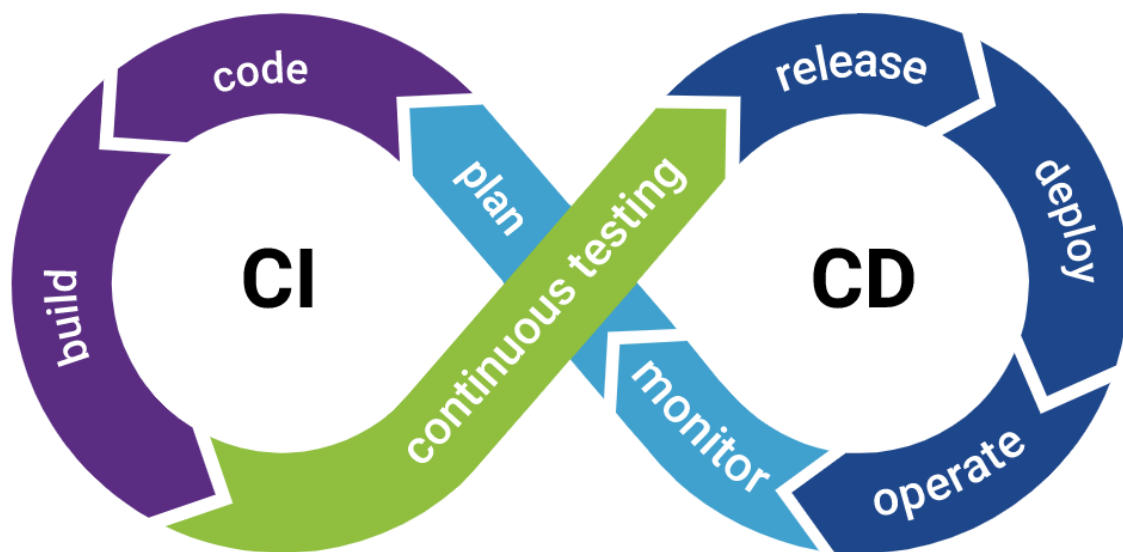 code
release
plan
deploy
CI
CD
build
continuous testing
monitor
operate